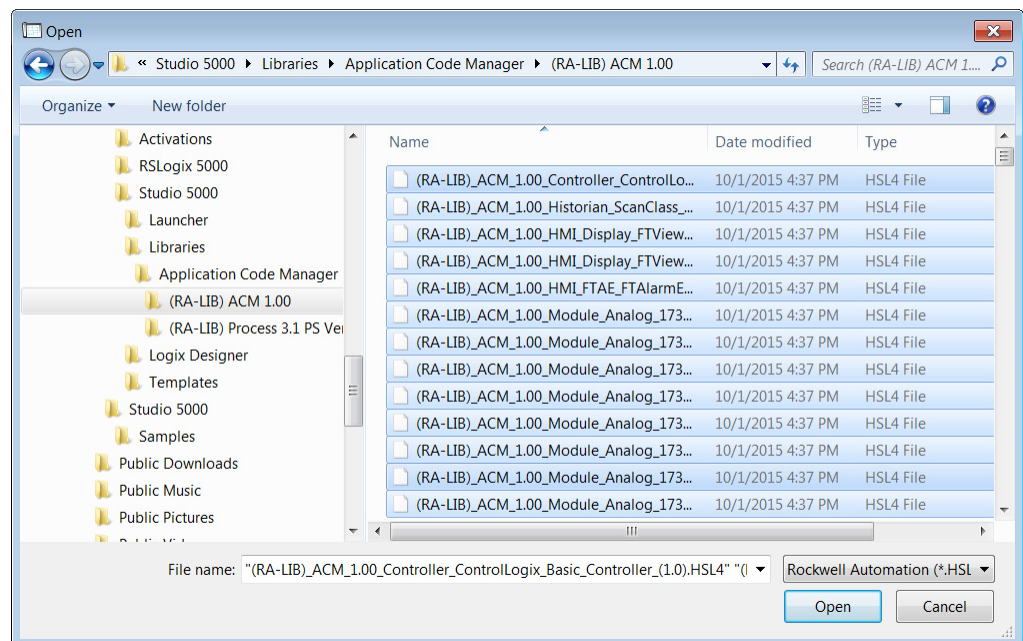 Open
« Studio 5000 Libraries Application Code Manager (RA-LIB) ACM 1.00
Search (RA-LIB) ACM 1....
Organize New folder
?
Activations
RSLogix 5000
Studio 5000
Launcher
Libraries
Application Code Manager
(RA-LIB) ACM 1.00
(RA-LIB) Process 3.1 PS Ver
Logix Designer
Templates
Studio 5000
Samples
Public Downloads
Public Music
Public Pictures
Name Date modified Type
(RA-LIB)_ACM_1.00_Controller_ControlLo... 10/1/2015 4:37 PM HSL4 File
(RA-LIB)_ACM_1.00_Historian_ScanClass_... 10/1/2015 4:37 PM HSL4 File
(RA-LIB)_ACM_1.00_HMI_Display_FTView... 10/1/2015 4:37 PM HSL4 File
(RA-LIB)_ACM_1.00_HMI_Display_FTView... 10/1/2015 4:37 PM HSL4 File
(RA-LIB)_ACM_1.00_HMI_FTAE_FTAlarmE... 10/1/2015 4:37 PM HSL4 File
(RA-LIB)_ACM_1.00_Module_Analog_173... 10/1/2015 4:37 PM HSL4 File
(RA-LIB)_ACM_1.00_Module_Analog_173... 10/1/2015 4:37 PM HSL4 File
(RA-LIB)_ACM_1.00_Module_Analog_173... 10/1/2015 4:37 PM HSL4 File
(RA-LIB)_ACM_1.00_Module_Analog_173... 10/1/2015 4:37 PM HSL4 File
(RA-LIB)_ACM_1.00_Module_Analog_173... 10/1/2015 4:37 PM HSL4 File
(RA-LIB)_ACM_1.00_Module_Analog_173... 10/1/2015 4:37 PM HSL4 File
(RA-LIB)_ACM_1.00_Module_Analog_173... 10/1/2015 4:37 PM HSL4 File
(RA-LIB)_ACM_1.00_Module_Analog_173... 10/1/2015 4:37 PM HSL4 File
File name: "(RA-LIB)_ACM_1.00_Controller_ControlLogix_Basic_Controller_(1.0).HSL4" "(
Rockwell Automation (*.HSL
Open Cancel